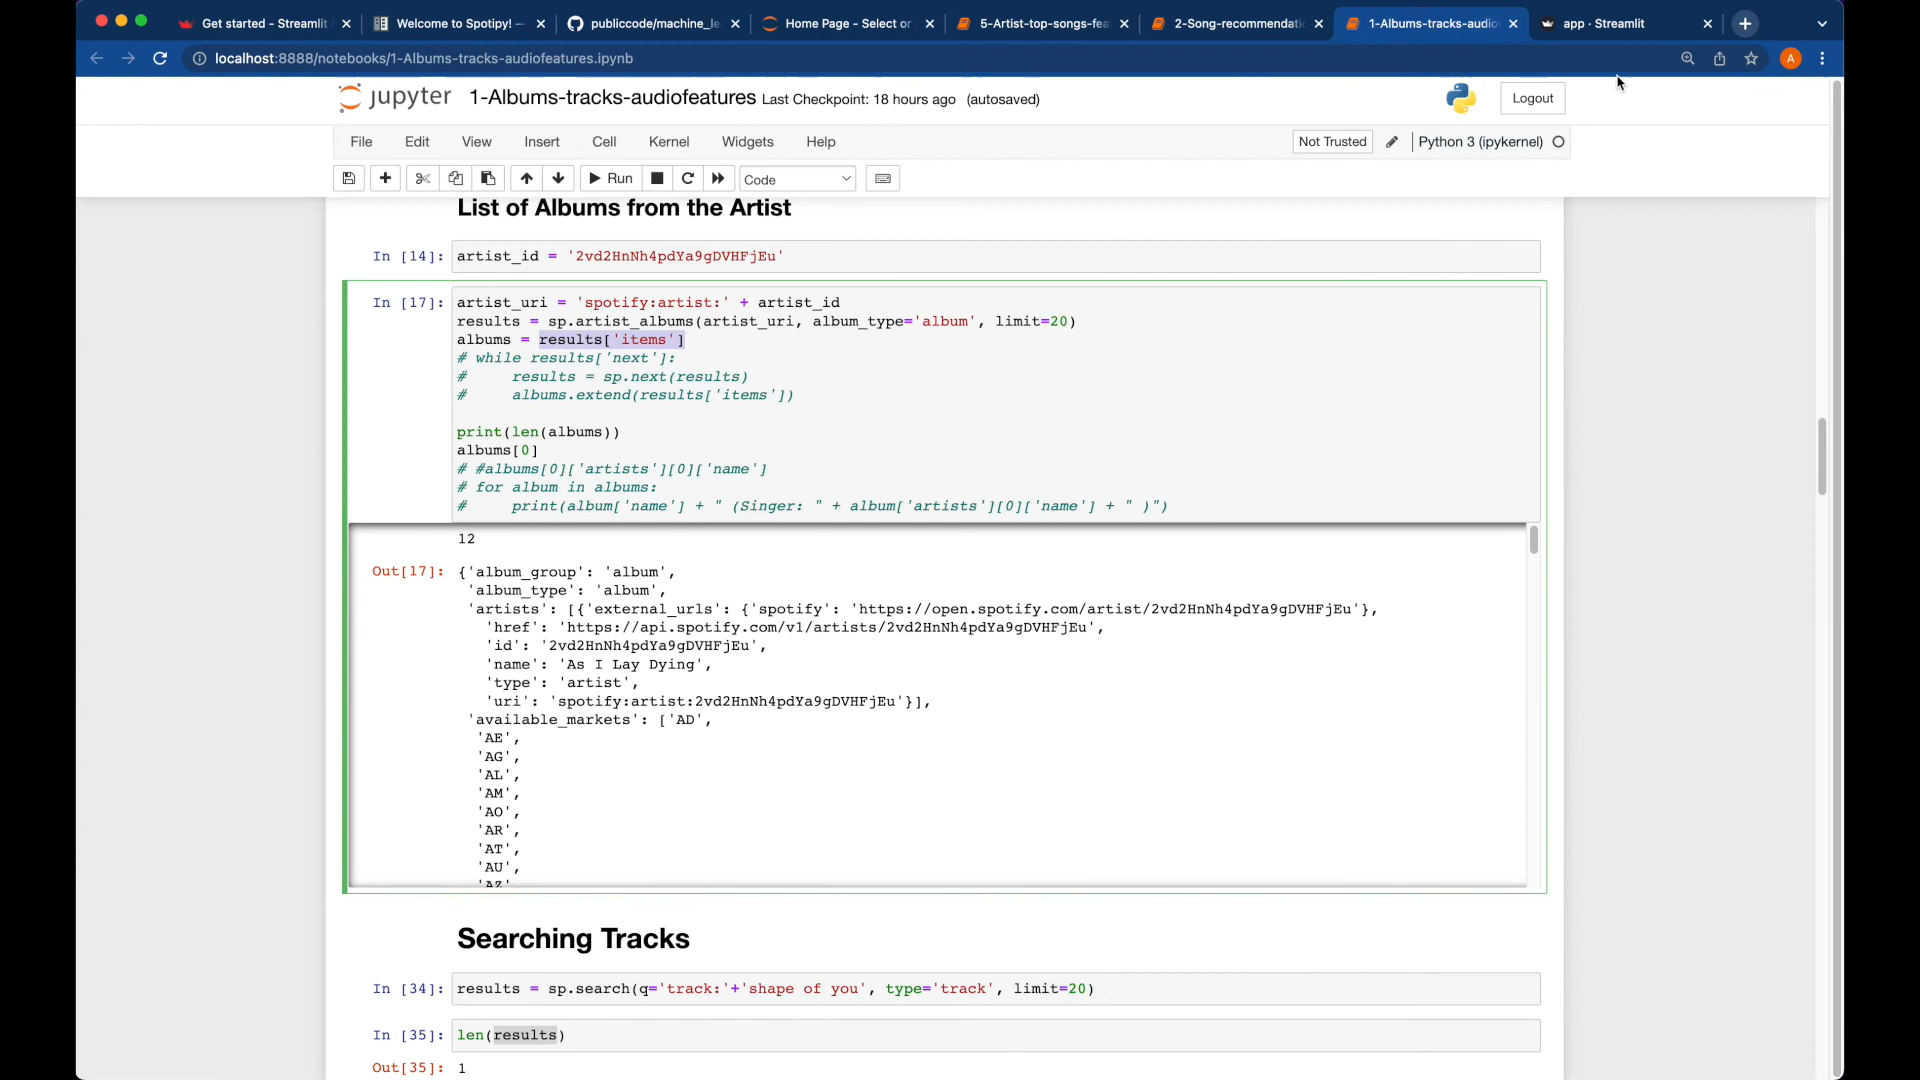 Get started - Streamlit
Welcome to Spotipy! —
publiccode/machine_le
Home Page - Select or
5-Artist-top-songs-fea
2-Song-recommendati
1-Albums-tracks-audio
app · Streamlit
localhost:8888/notebooks/1-Albums-tracks-audiofeatures.ipynb
A
jupyter 1-Albums-tracks-audiofeatures Last Checkpoint: 18 hours ago (autosaved)
Logout
File Edit View Insert Cell Kernel Widgets Help
Not Trusted
Python 3 (ipykernel)
Run
Code
List of Albums from the Artist
In [14]: artist_id = '2vd2HnNh4pdYa9gDVHFjEu'
In [17]: artist_uri = 'spotify:artist:' + artist_id
results = sp.artist_albums(artist_uri, album_type='album', limit=20)
albums = results['items']
# while results['next']:
#     results = sp.next(results)
#     albums.extend(results['items'])
print(len(albums))
albums[0]
# #albums[0]['artists'][0]['name']
# for album in albums:
#     print(album['name'] + " (Singer: " + album['artists'][0]['name'] + " )")
12
Out[17]: {'album_group': 'album',
'album_type': 'album',
'artists': [{'external_urls': {'spotify': 'https://open.spotify.com/artist/2vd2HnNh4pdYa9gDVHFjEu'},
'href': 'https://api.spotify.com/v1/artists/2vd2HnNh4pdYa9gDVHFjEu',
'id': '2vd2HnNh4pdYa9gDVHFjEu',
'name': 'As I Lay Dying',
'type': 'artist',
'uri': 'spotify:artist:2vd2HnNh4pdYa9gDVHFjEu'}],
'available_markets': ['AD',
'AE',
'AG',
'AL',
'AM',
'AO',
'AR',
'AT',
'AU',
'AZ'
Searching Tracks
In [34]: results = sp.search(q='track:'+'shape of you', type='track', limit=20)
In [35]: len(results)
Out[35]: 1